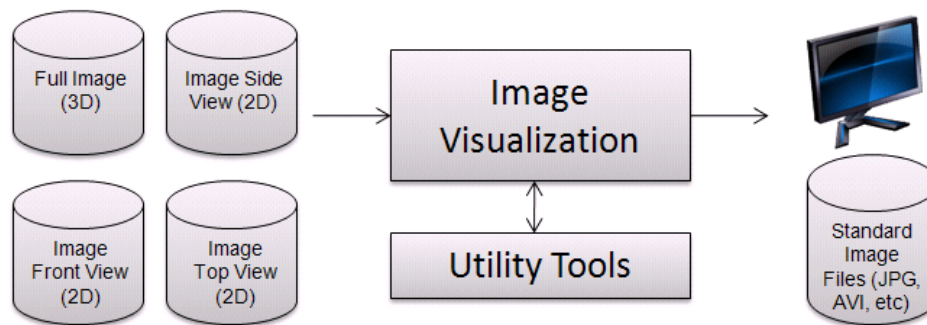 Full Image
(3D)
Image Side
View (2D)
Image
Front View
(2D)
Image
Top View
(2D)
Image
Visualization
Utility Tools
Standard
Image
Files (JPG,
AVI, etc)